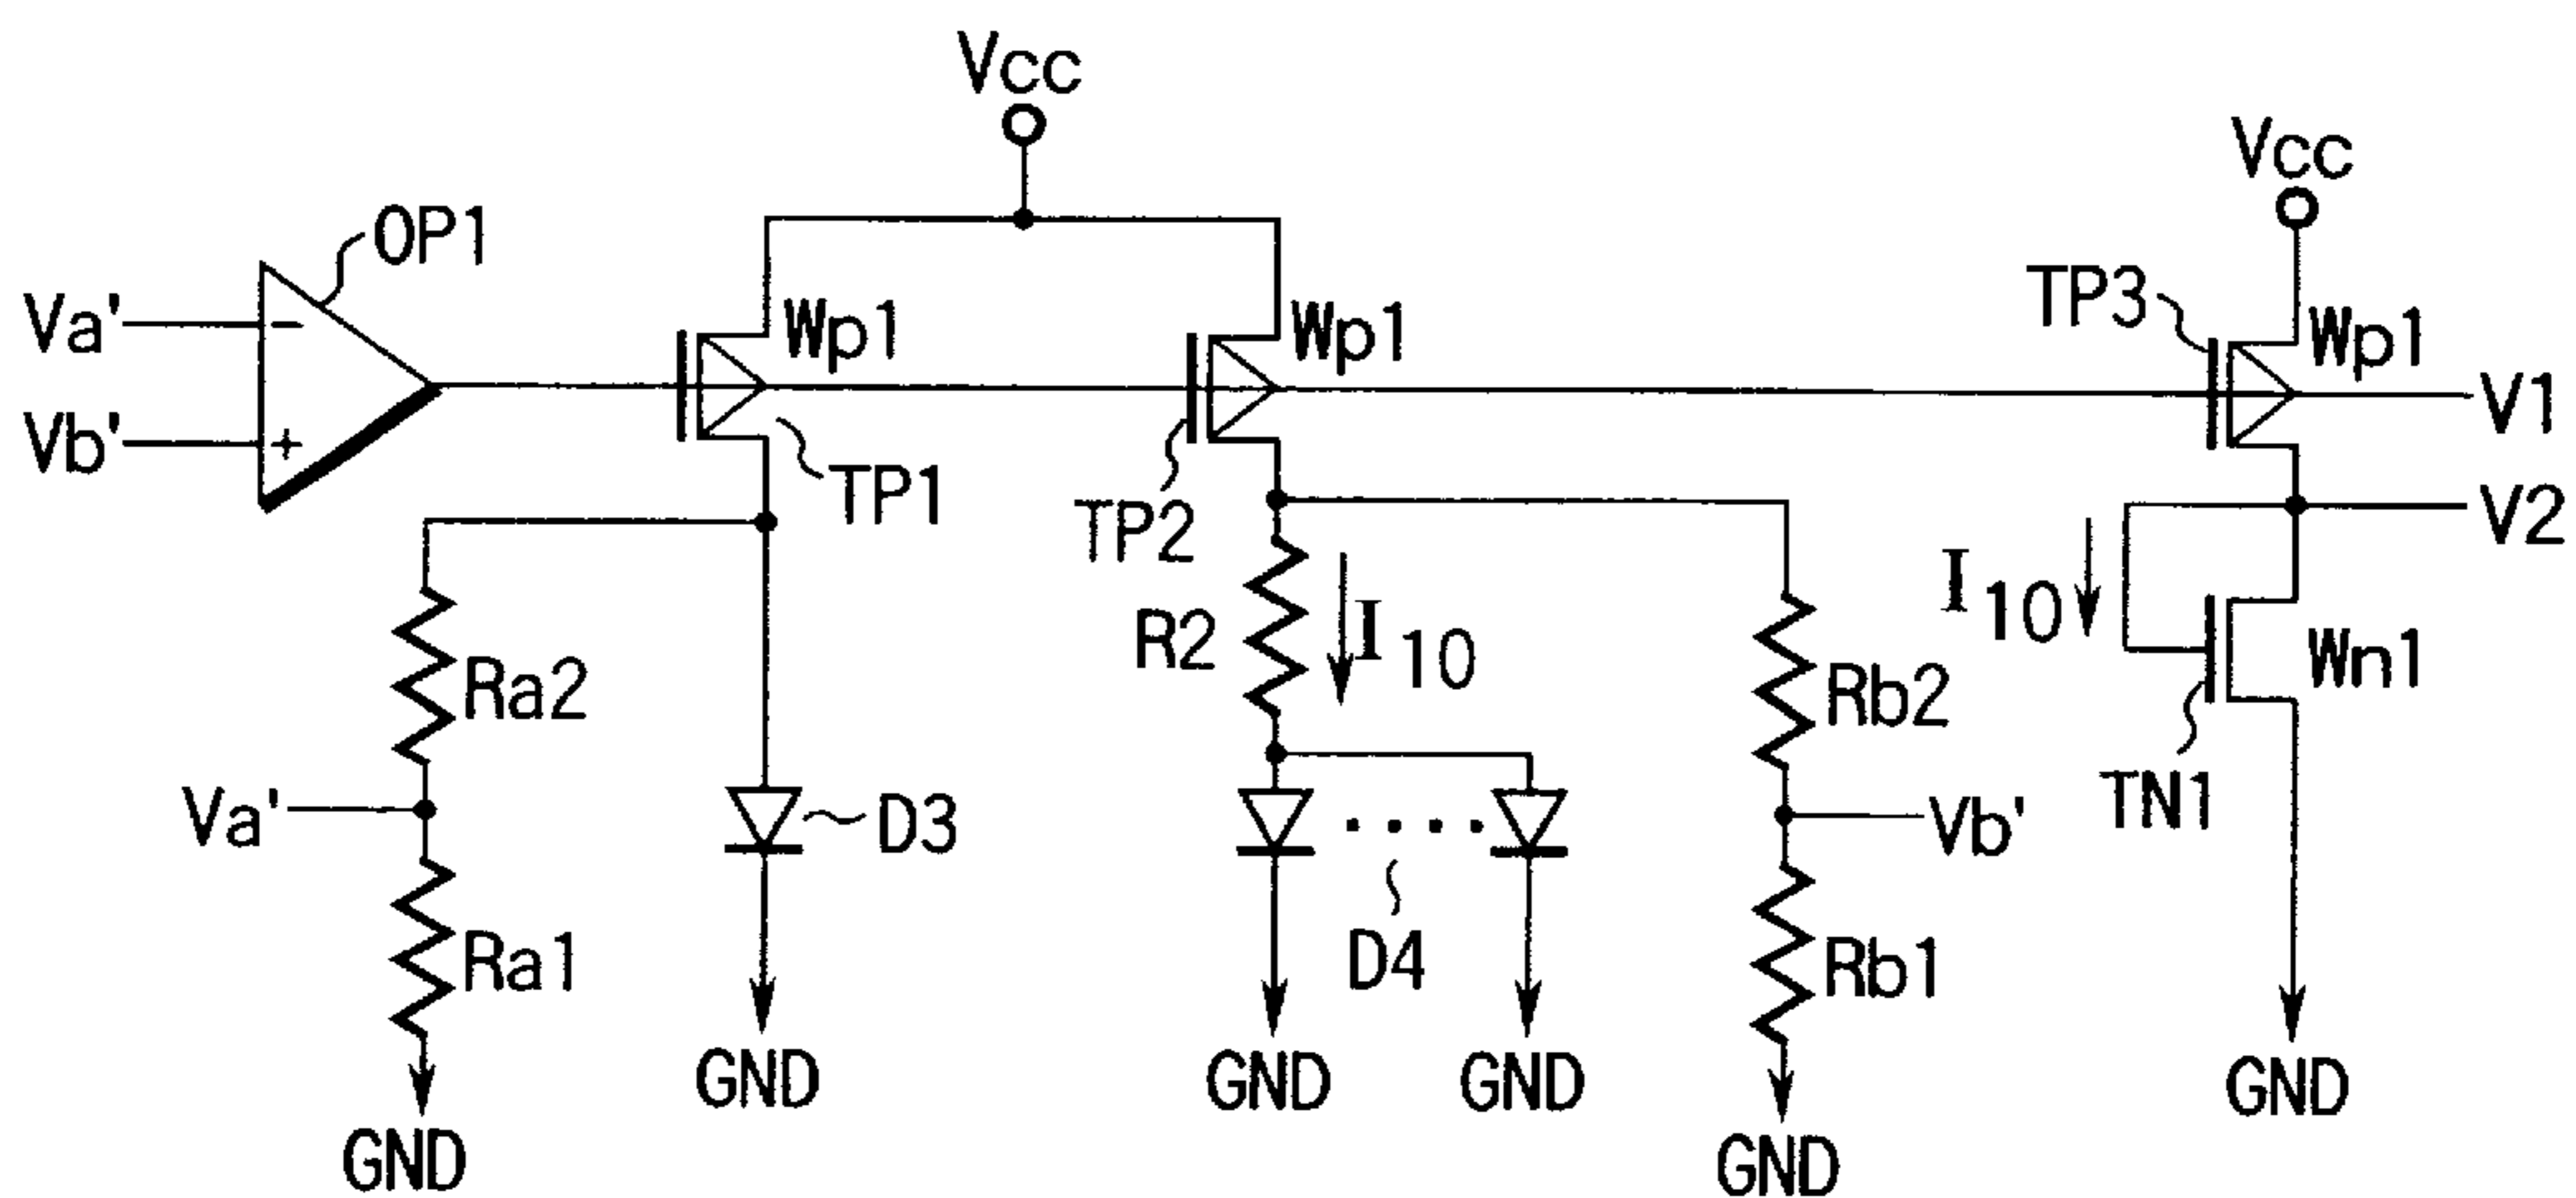 Vcc
Vcc
OP1
TP3
Va'
−
Wp1
Wp1
Wp1
V1
Vb'
+
TP1
TP2
V2
I10
R2
I10
Wn1
Ra2
Rb2
TN1
Va'
D3
Vb'
D4
Ra1
Rb1
GND
GND
GND
GND
GND
GND